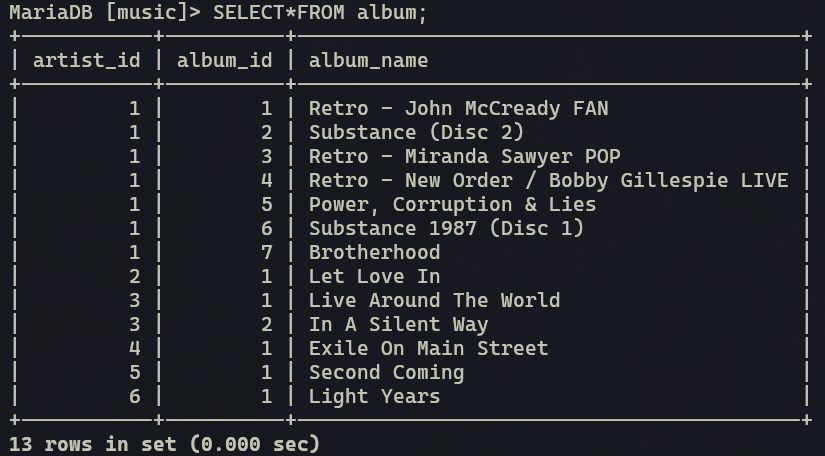 MariaDB [music]> SELECT*FROM album;
+-----------+----------+------------------------------------------+
| artist_id | album_id | album_name                               |
+-----------+----------+------------------------------------------+
|         1 |        1 | Retro - John McCready FAN                |
|         1 |        2 | Substance (Disc 2)                       |
|         1 |        3 | Retro - Miranda Sawyer POP               |
|         1 |        4 | Retro - New Order / Bobby Gillespie LIVE |
|         1 |        5 | Power, Corruption & Lies                 |
|         1 |        6 | Substance 1987 (Disc 1)                  |
|         1 |        7 | Brotherhood                              |
|         2 |        1 | Let Love In                              |
|         3 |        1 | Live Around The World                    |
|         3 |        2 | In A Silent Way                          |
|         4 |        1 | Exile On Main Street                     |
|         5 |        1 | Second Coming                            |
|         6 |        1 | Light Years                              |
+-----------+----------+------------------------------------------+
13 rows in set (0.000 sec)